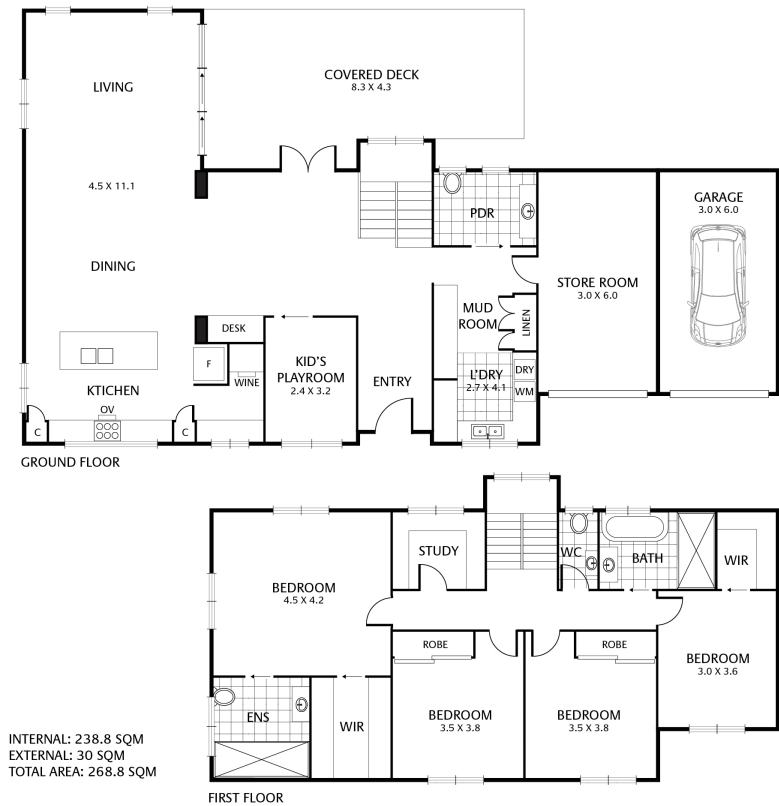 COVERED DECK
8.3 X 4.3
LIVING
4.5 X 11.1
DINING
PDR
GARAGE
3.0 X 6.0
STORE ROOM
3.0 X 6.0
MUD
ROOM
LINEN
DESK
F
WINE
KID'S
PLAYROOM
2.4 X 3.2
ENTRY
L'DRY
2.7 X 4.1
DRY
WM
KTICHEN
OV
C
C
GROUND FLOOR
STUDY
WC
BATH
WIR
BEDROOM
4.5 X 4.2
ROBE
ROBE
BEDROOM
3.0 X 3.6
ENS
WIR
BEDROOM
3.5 X 3.8
BEDROOM
3.5 X 3.8
INTERNAL: 238.8 SQM
EXTERNAL: 30 SQM
TOTAL AREA: 268.8 SQM
FIRST FLOOR